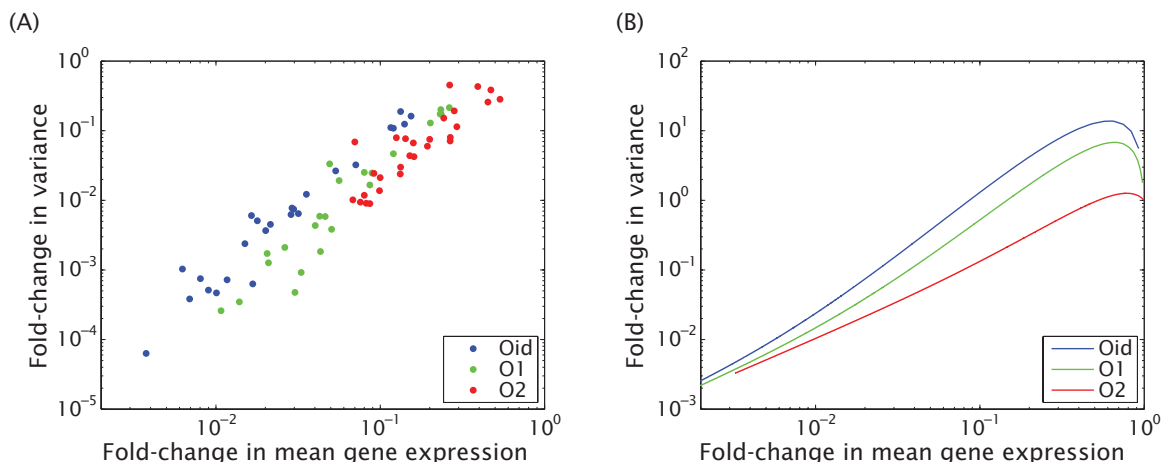 (A)
Fold-change in variance
10^0
10^-1
10^-2
10^-3
10^-4
10^-5
Oid
O1
O2
10^-2
10^-1
10^0
Fold-change in mean gene expression
(B)
Fold-change in variance
10^2
10^1
10^0
10^-1
10^-2
10^-3
Oid
O1
O2
10^-2
10^-1
10^0
Fold-change in mean gene expression